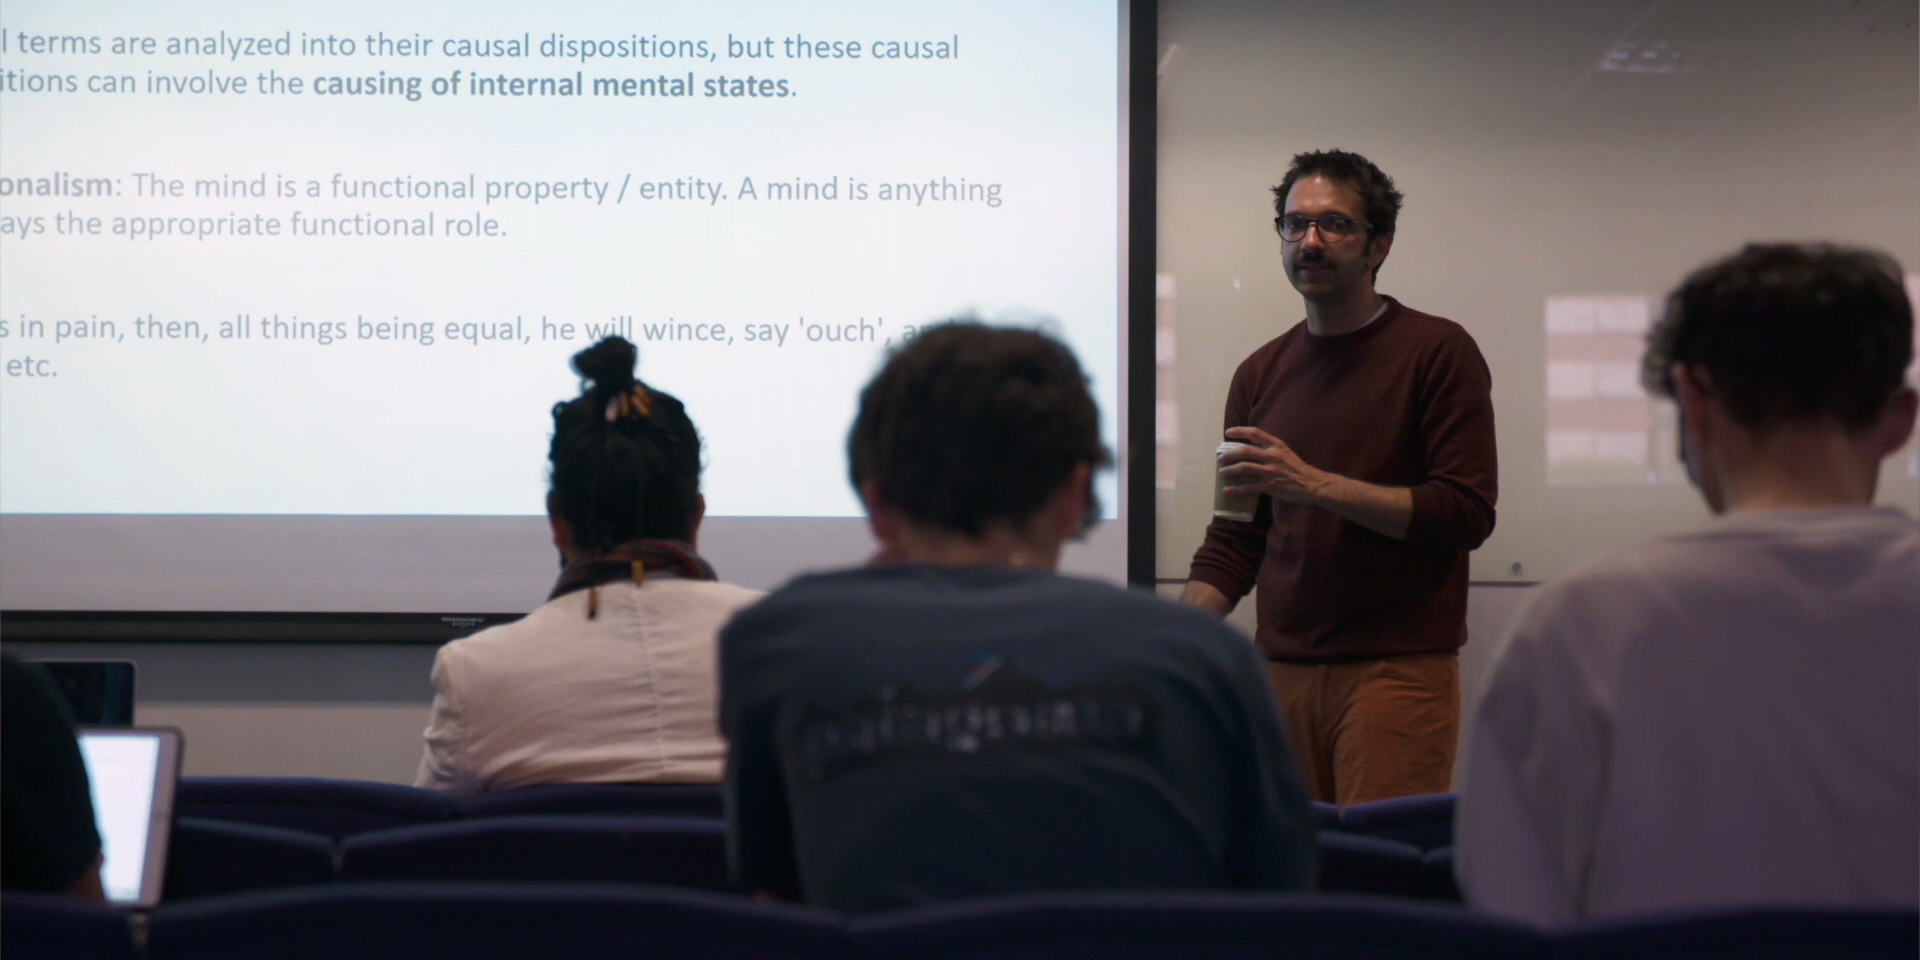 l terms are analyzed into their causal dispositions, but these causal
itions can involve the causing of internal mental states.
onalism: The mind is a functional property / entity. A mind is anything
ays the appropriate functional role.
s in pain, then, all things being equal, he will wince, say 'ouch',
etc.